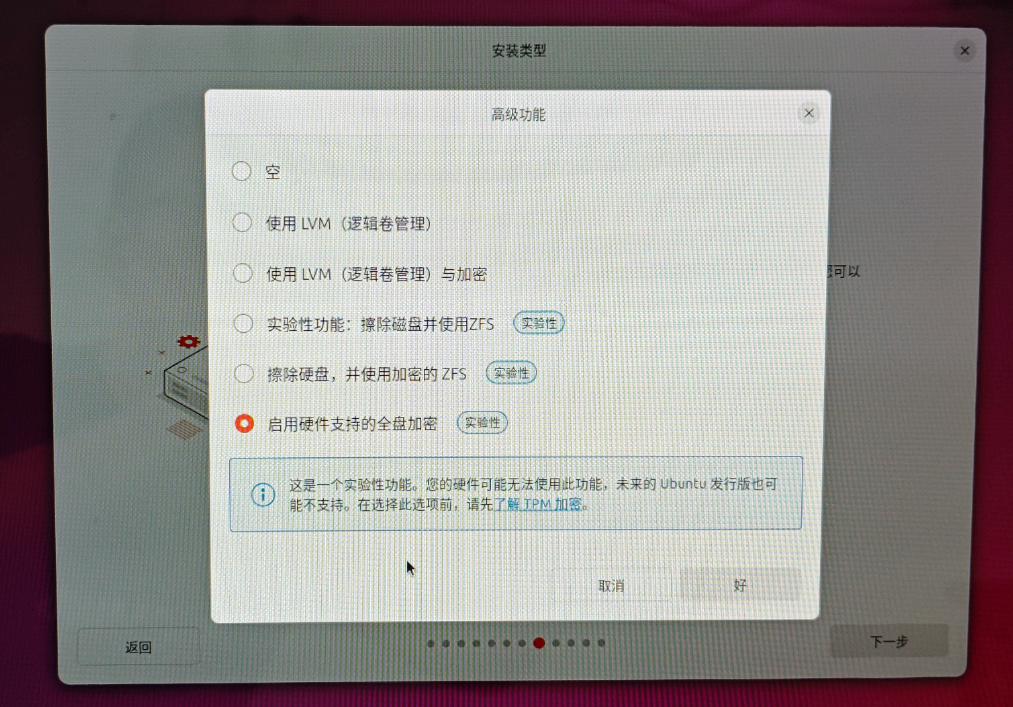 安装类型
高级功能
空
使用 LVM（逻辑卷管理）
使用 LVM（逻辑卷管理）与加密
您可以
实验性功能：擦除磁盘并使用ZFS 实验性
擦除硬盘，并使用加密的 ZFS 实验性
启用硬件支持的全盘加密 实验性
这是一个实验性功能。您的硬件可能无法使用此功能，未来的 Ubuntu 发行版也可
能不支持。在选择此选项前，请先了解 TPM 加密。
取消 好
返回 下一步